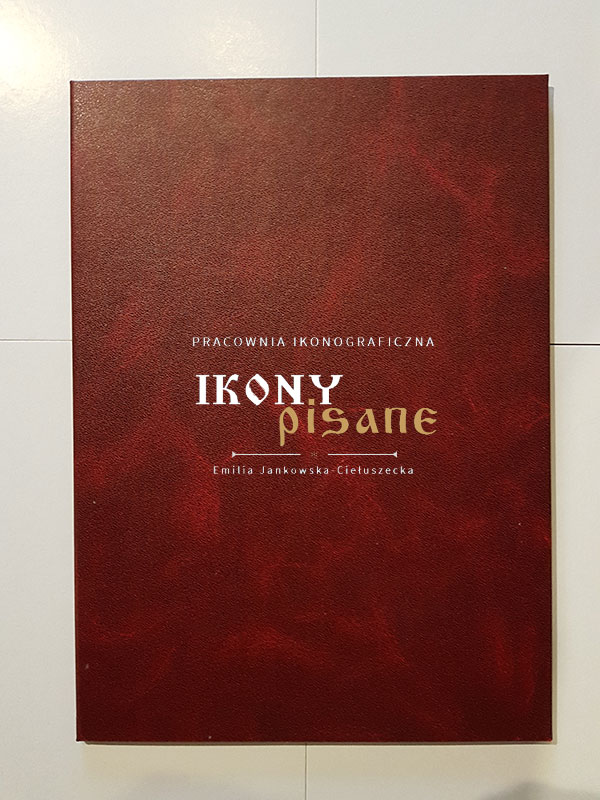 PRACOWNIA IKONOGRAFICZNA
IKONY
pisane
Emilia Jankowska-Ciełuszecka